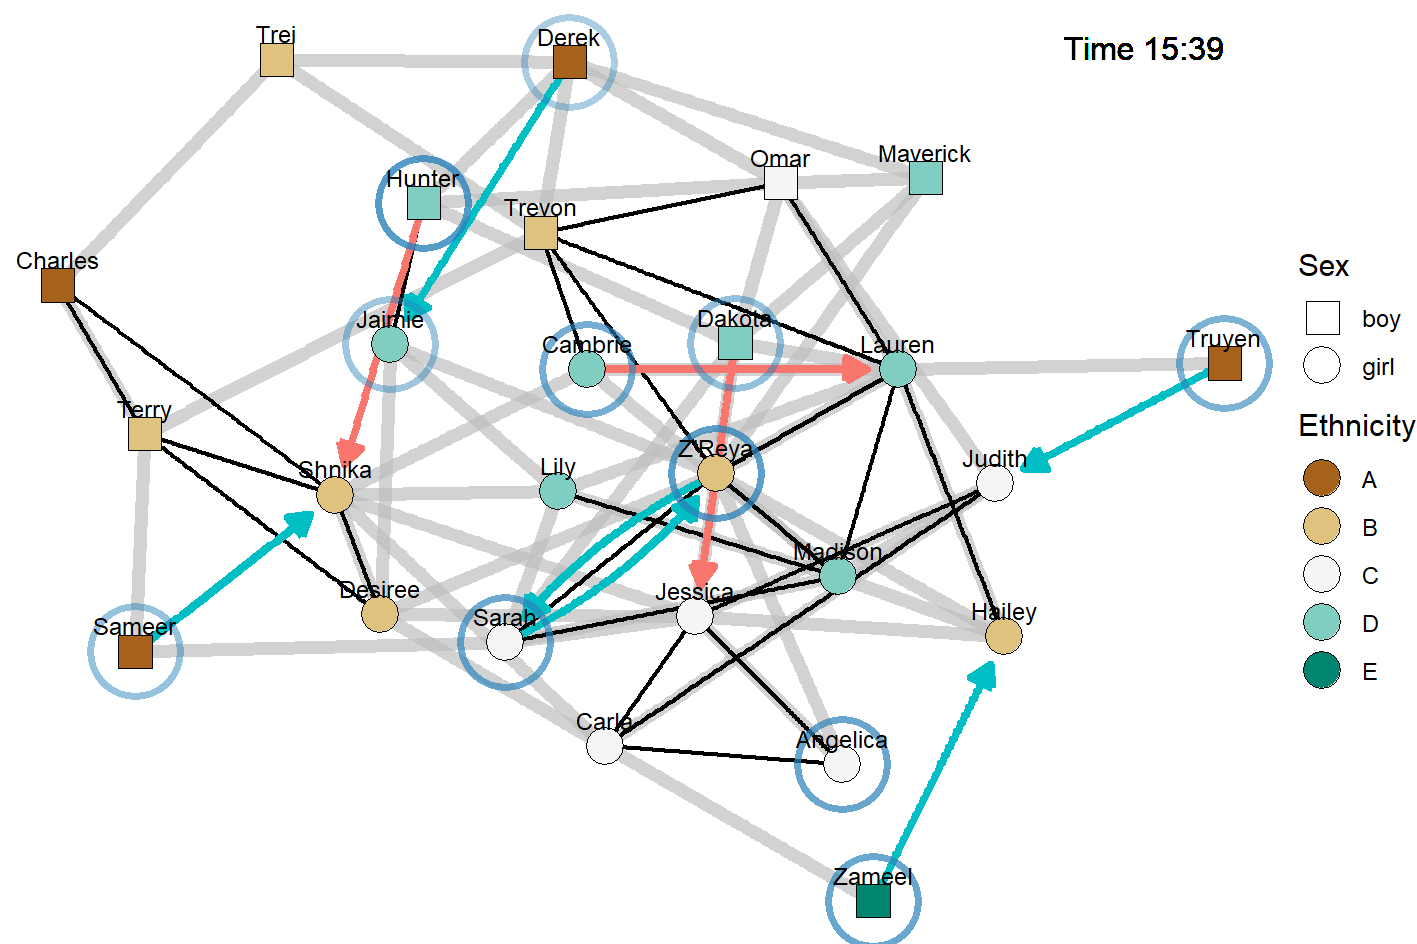 Trei
Derek
Time 15:39
Omar
Maverick
Hunter
Trevon
Charles
Sex
boy
girl
Jaimie
Cambrie
Dakota
Lauren
Truyen
Terry
Ethnicity
Shnika
Lily
Z'Reya
Judith
A
B
C
D
E
Madison
Desiree
Jessica
Sarah
Hailey
Sameer
Carla
Angelica
Zameel